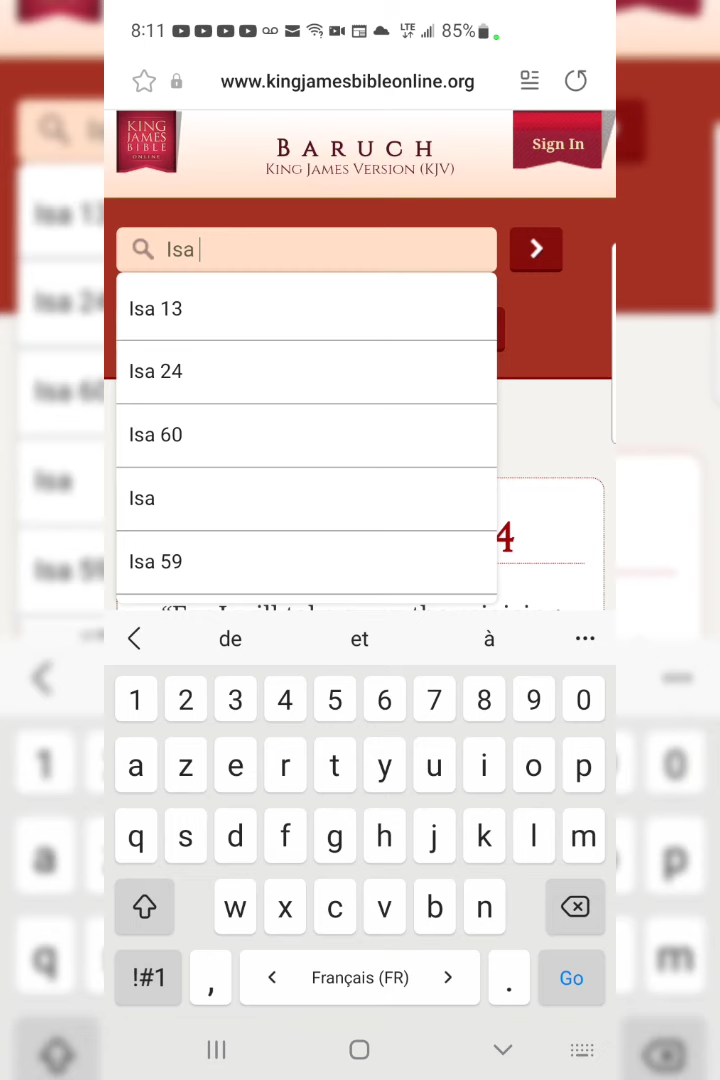 8:11 LTE 85%
www.kingjamesbibleonline.org
KING
JAMES
BIBLE
ONLINE
BARUCH
KING JAMES VERSION (KJV)
Sign In
Isa
Isa 13
Isa 24
Isa 60
Isa
Isa 59
4
de et à ...
1 2 3 4 5 6 7 8 9 0
a z e r t y u i o p
q s d f g h j k l m
w x c v b n
!#1 , < Français (FR) > . Go